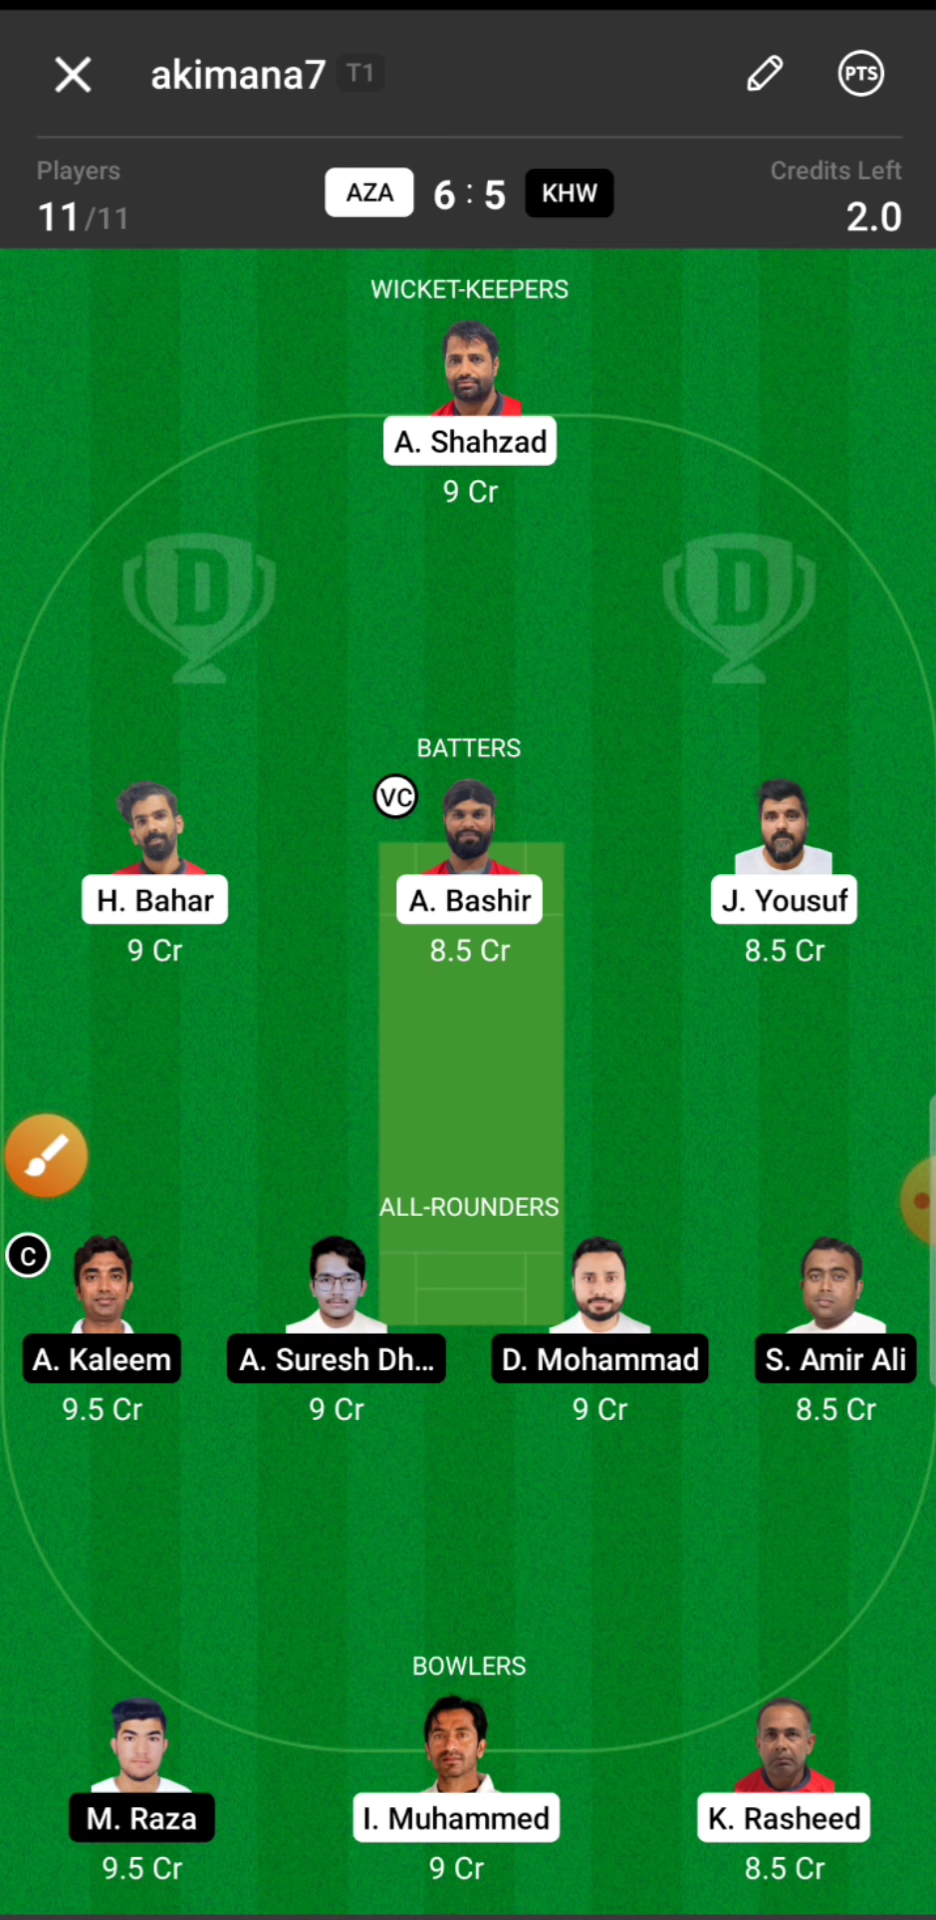 akimana7 T1 PTS
Players Credits Left
11/11 AZA 6 : 5 KHW 2.0
WICKET-KEEPERS
A. Shahzad
9 Cr
D D
BATTERS
VC
H. Bahar A. Bashir J. Yousuf
9 Cr 8.5 Cr 8.5 Cr
ALL-ROUNDERS
C
A. Kaleem A. Suresh Dh... D. Mohammad S. Amir Ali
9.5 Cr 9 Cr 9 Cr 8.5 Cr
BOWLERS
M. Raza I. Muhammed K. Rasheed
9.5 Cr 9 Cr 8.5 Cr